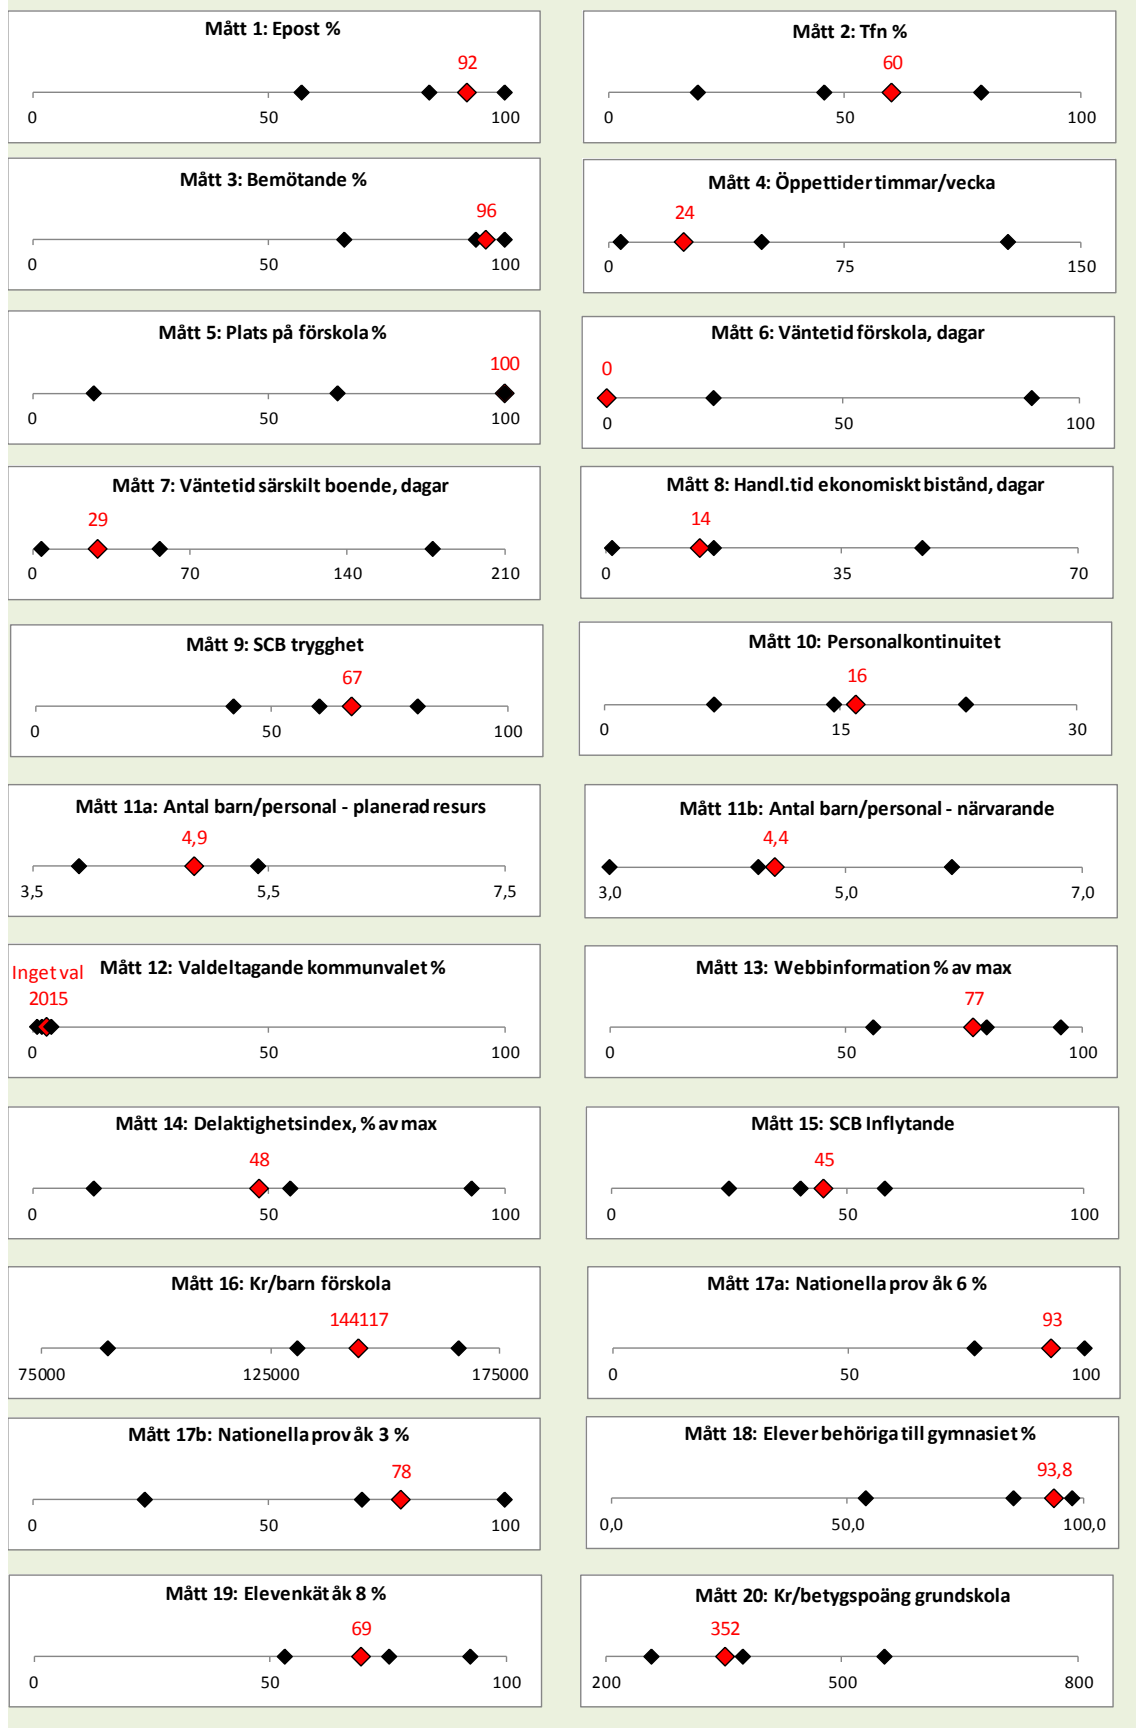 Mått 1: Epost %
92
0 50 100
Mått 2: Tfn %
60
0 50 100
Mått 3: Bemötande %
96
0 50 100
Mått 4: Öppettider timmar/vecka
24
0 75 150
Mått 5: Plats på förskola %
100
0 50 100
Mått 6: Väntetid förskola, dagar
0
0 50 100
Mått 7: Väntetid särskilt boende, dagar
29
0 70 140 210
Mått 8: Handl.tid ekonomiskt bistånd, dagar
14
0 35 70
Mått 9: SCB trygghet
67
0 50 100
Mått 10: Personalkontinuitet
16
0 15 30
Mått 11a: Antal barn/personal - planerad resurs
4,9
3,5 5,5 7,5
Mått 11b: Antal barn/personal - närvarande
4,4
3,0 5,0 7,0
Mått 12: Valdeltagande kommunvalet %
Inget val
2015
0 50 100
Mått 13: Webbinformation % av max
77
0 50 100
Mått 14: Delaktighetsindex, % av max
48
0 50 100
Mått 15: SCB Inflytande
45
0 50 100
Mått 16: Kr/barn förskola
144117
75000 125000 175000
Mått 17a: Nationella prov åk 6 %
93
0 50 100
Mått 17b: Nationella prov åk 3 %
78
0 50 100
Mått 18: Elever behöriga till gymnasiet %
93,8
0,0 50,0 100,0
Mått 19: Elevenkät åk 8 %
69
0 50 100
Mått 20: Kr/betygspoäng grundskola
352
200 500 800